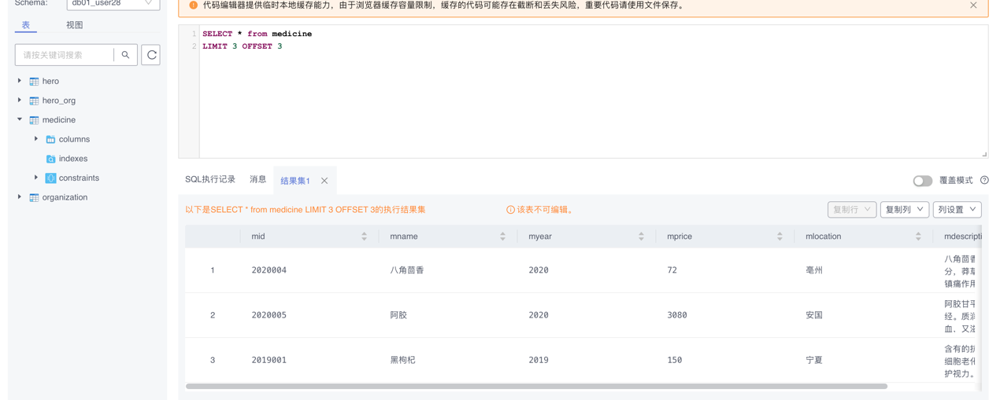 Schema:
db01_user28
代码编辑器提供临时本地缓存能力，由于浏览器缓存容量限制，缓存的代码可能存在截断和丢失风险，重要代码请使用文件保存。
表
视图
请按关键词搜索
hero
hero_org
medicine
columns
indexes
constraints
organization
1 SELECT * from medicine
2 LIMIT 3 OFFSET 3
SQL执行记录
消息
结果集1
覆盖模式
以下是SELECT * from medicine LIMIT 3 OFFSET 3的执行结果集
该表不可编辑。
复制行
复制列
列设置
mid mname myear mprice mlocation mdescripti
1 2020004 八角茴香 2020 72 亳州
八角茴香
分，莽草
镇痛作用
2 2020005 阿胶 2020 3080 安国
阿胶甘平
经。质润
血，又滋
3 2019001 黑枸杞 2019 150 宁夏
含有的抗
细胞老化
护视力。